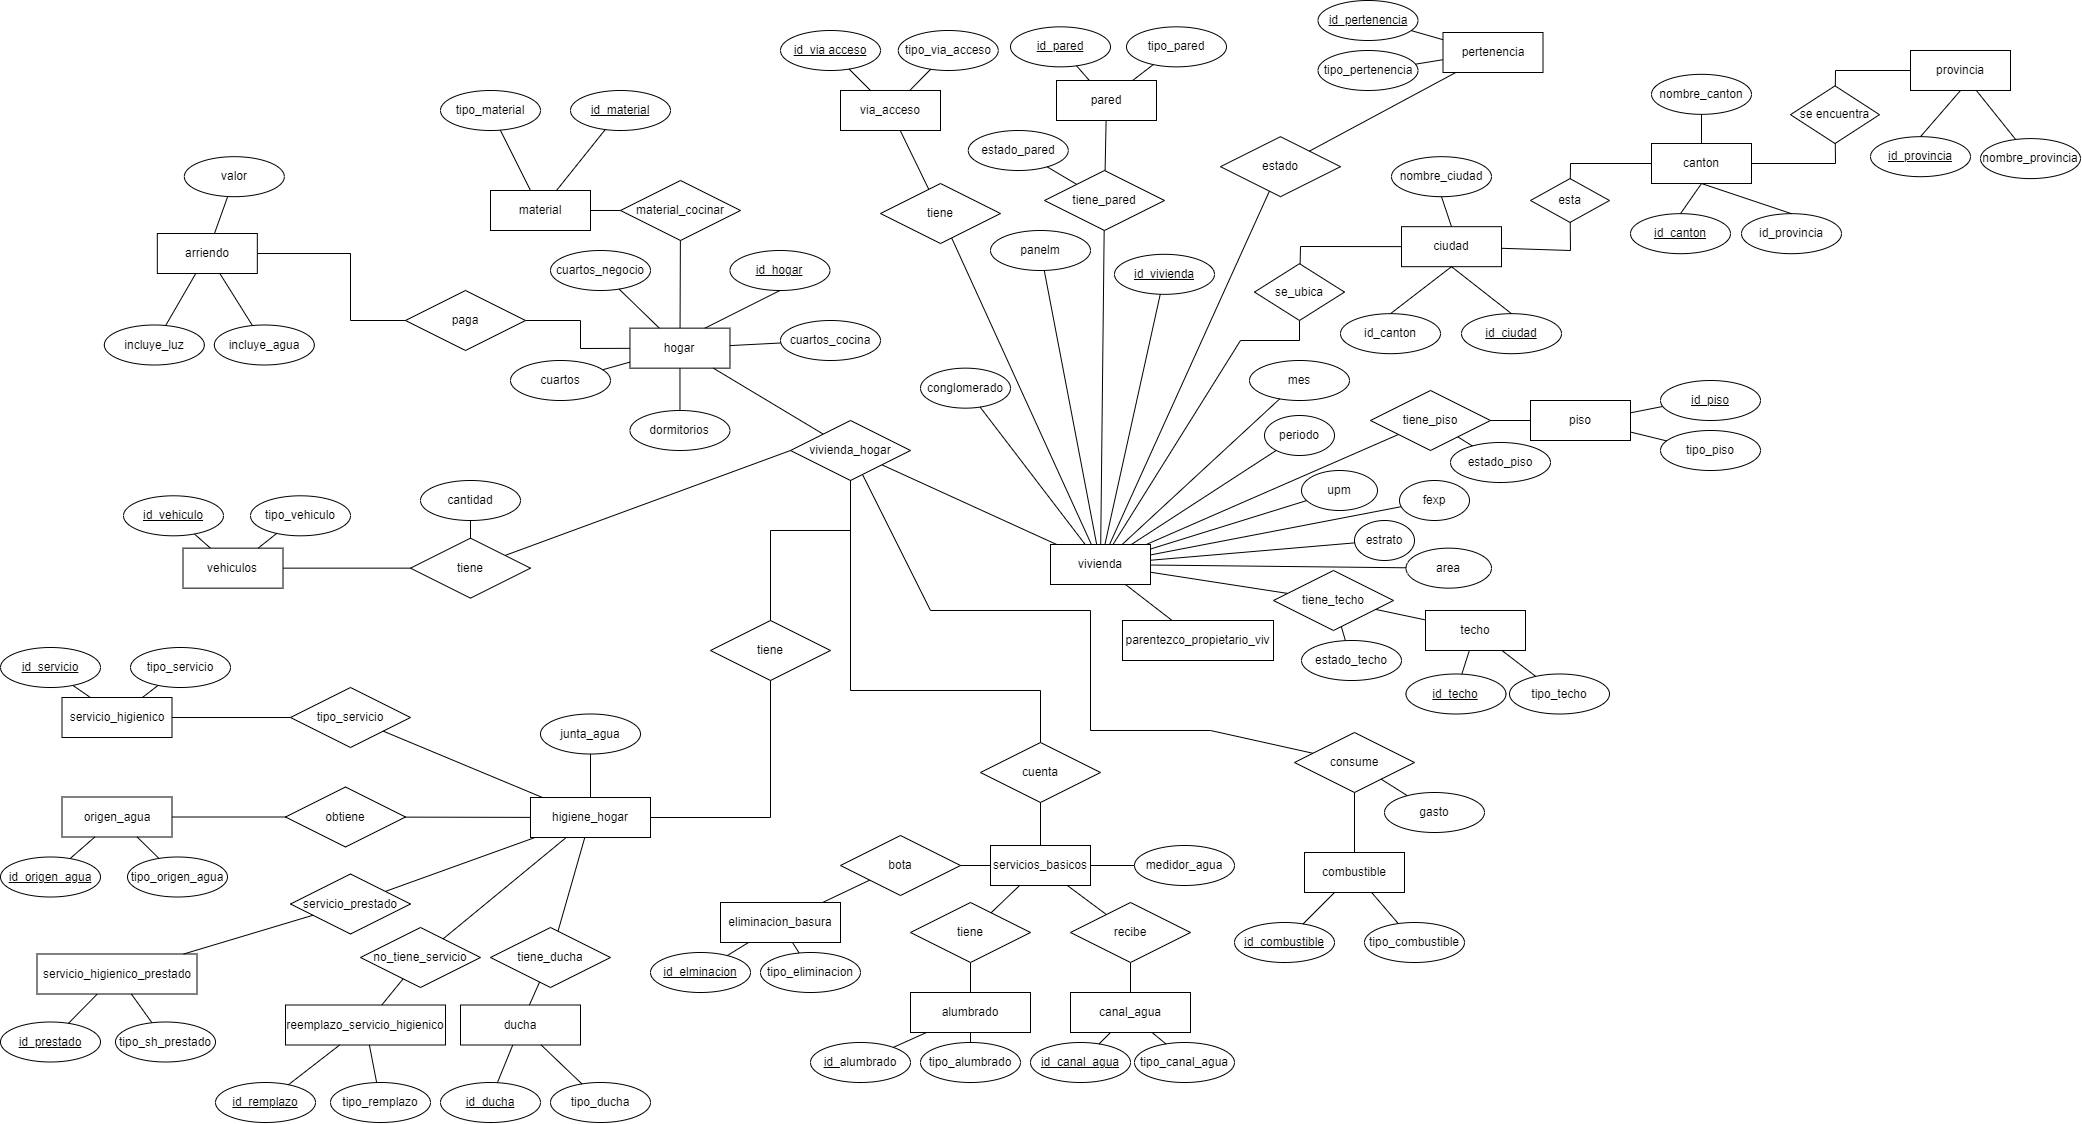 id_pertenencia
tipo_pertenencia
pertenencia
id_via acceso
tipo_via_acceso
via_acceso
id_pared
tipo_pared
pared
estado_pared
tiene_pared
tiene
estado
provincia
se encuentra
id_provincia
nombre_provincia
nombre_canton
canton
id_canton
id_provincia
esta
nombre_ciudad
ciudad
id_canton
id_ciudad
se_ubica
tipo_material
id_material
material
material_cocinar
valor
arriendo
incluye_luz
incluye_agua
paga
cuartos_negocio
id_hogar
hogar
cuartos_cocina
cuartos
dormitorios
panelm
id_vivienda
conglomerado
mes
periodo
tiene_piso
piso
id_piso
tipo_piso
estado_piso
upm
fexp
estrato
area
vivienda
vivienda_hogar
parentezco_propietario_viv
tiene_techo
techo
estado_techo
id_techo
tipo_techo
id_vehiculo
tipo_vehiculo
vehiculos
cantidad
tiene
tiene
id_servicio
tipo_servicio
servicio_higienico
tipo_servicio
junta_agua
higiene_hogar
origen_agua
obtiene
id_origen_agua
tipo_origen_agua
servicio_prestado
servicio_higienico_prestado
id_prestado
tipo_sh_prestado
no_tiene_servicio
tiene_ducha
reemplazo_servicio_higienico
ducha
id_remplazo
tipo_remplazo
id_ducha
tipo_ducha
cuenta
consume
gasto
combustible
id_combustible
tipo_combustible
bota
servicios_basicos
medidor_agua
eliminacion_basura
id_elminacion
tipo_eliminacion
tiene
recibe
alumbrado
canal_agua
id_alumbrado
tipo_alumbrado
id_canal_agua
tipo_canal_agua